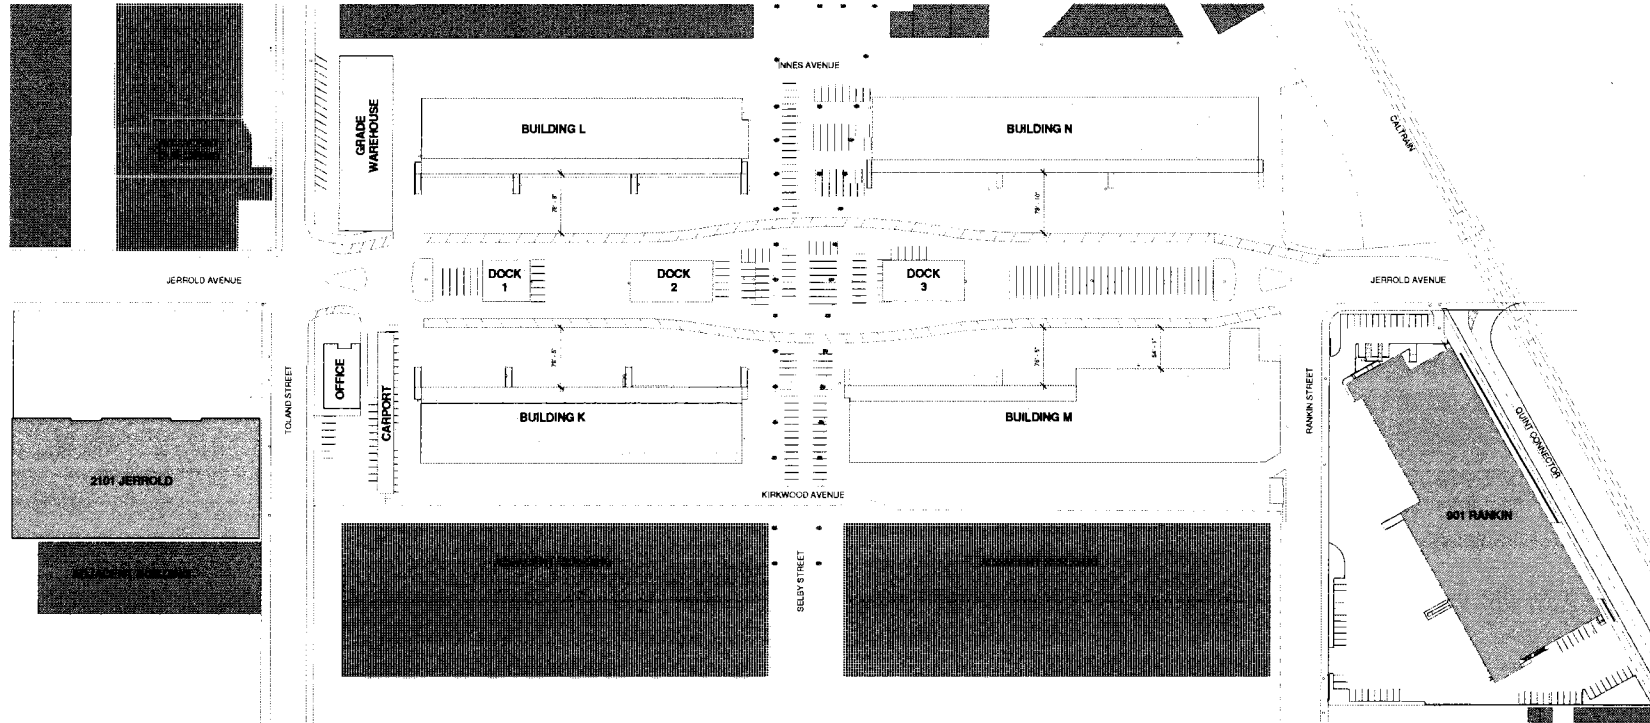 INNES AVENUE
GRADE
WAREHOUSE
BUILDING L
BUILDING N
CALTRAIN
JERROLD AVENUE
DOCK
1
DOCK
2
DOCK
3
JERROLD AVENUE
TOLAND STREET
OFFICE
CARPORT
BUILDING K
BUILDING M
RANKIN STREET
QUINT CONNECTOR
2101 JERROLD
KIRKWOOD AVENUE
901 RANKIN
SELBY STREET